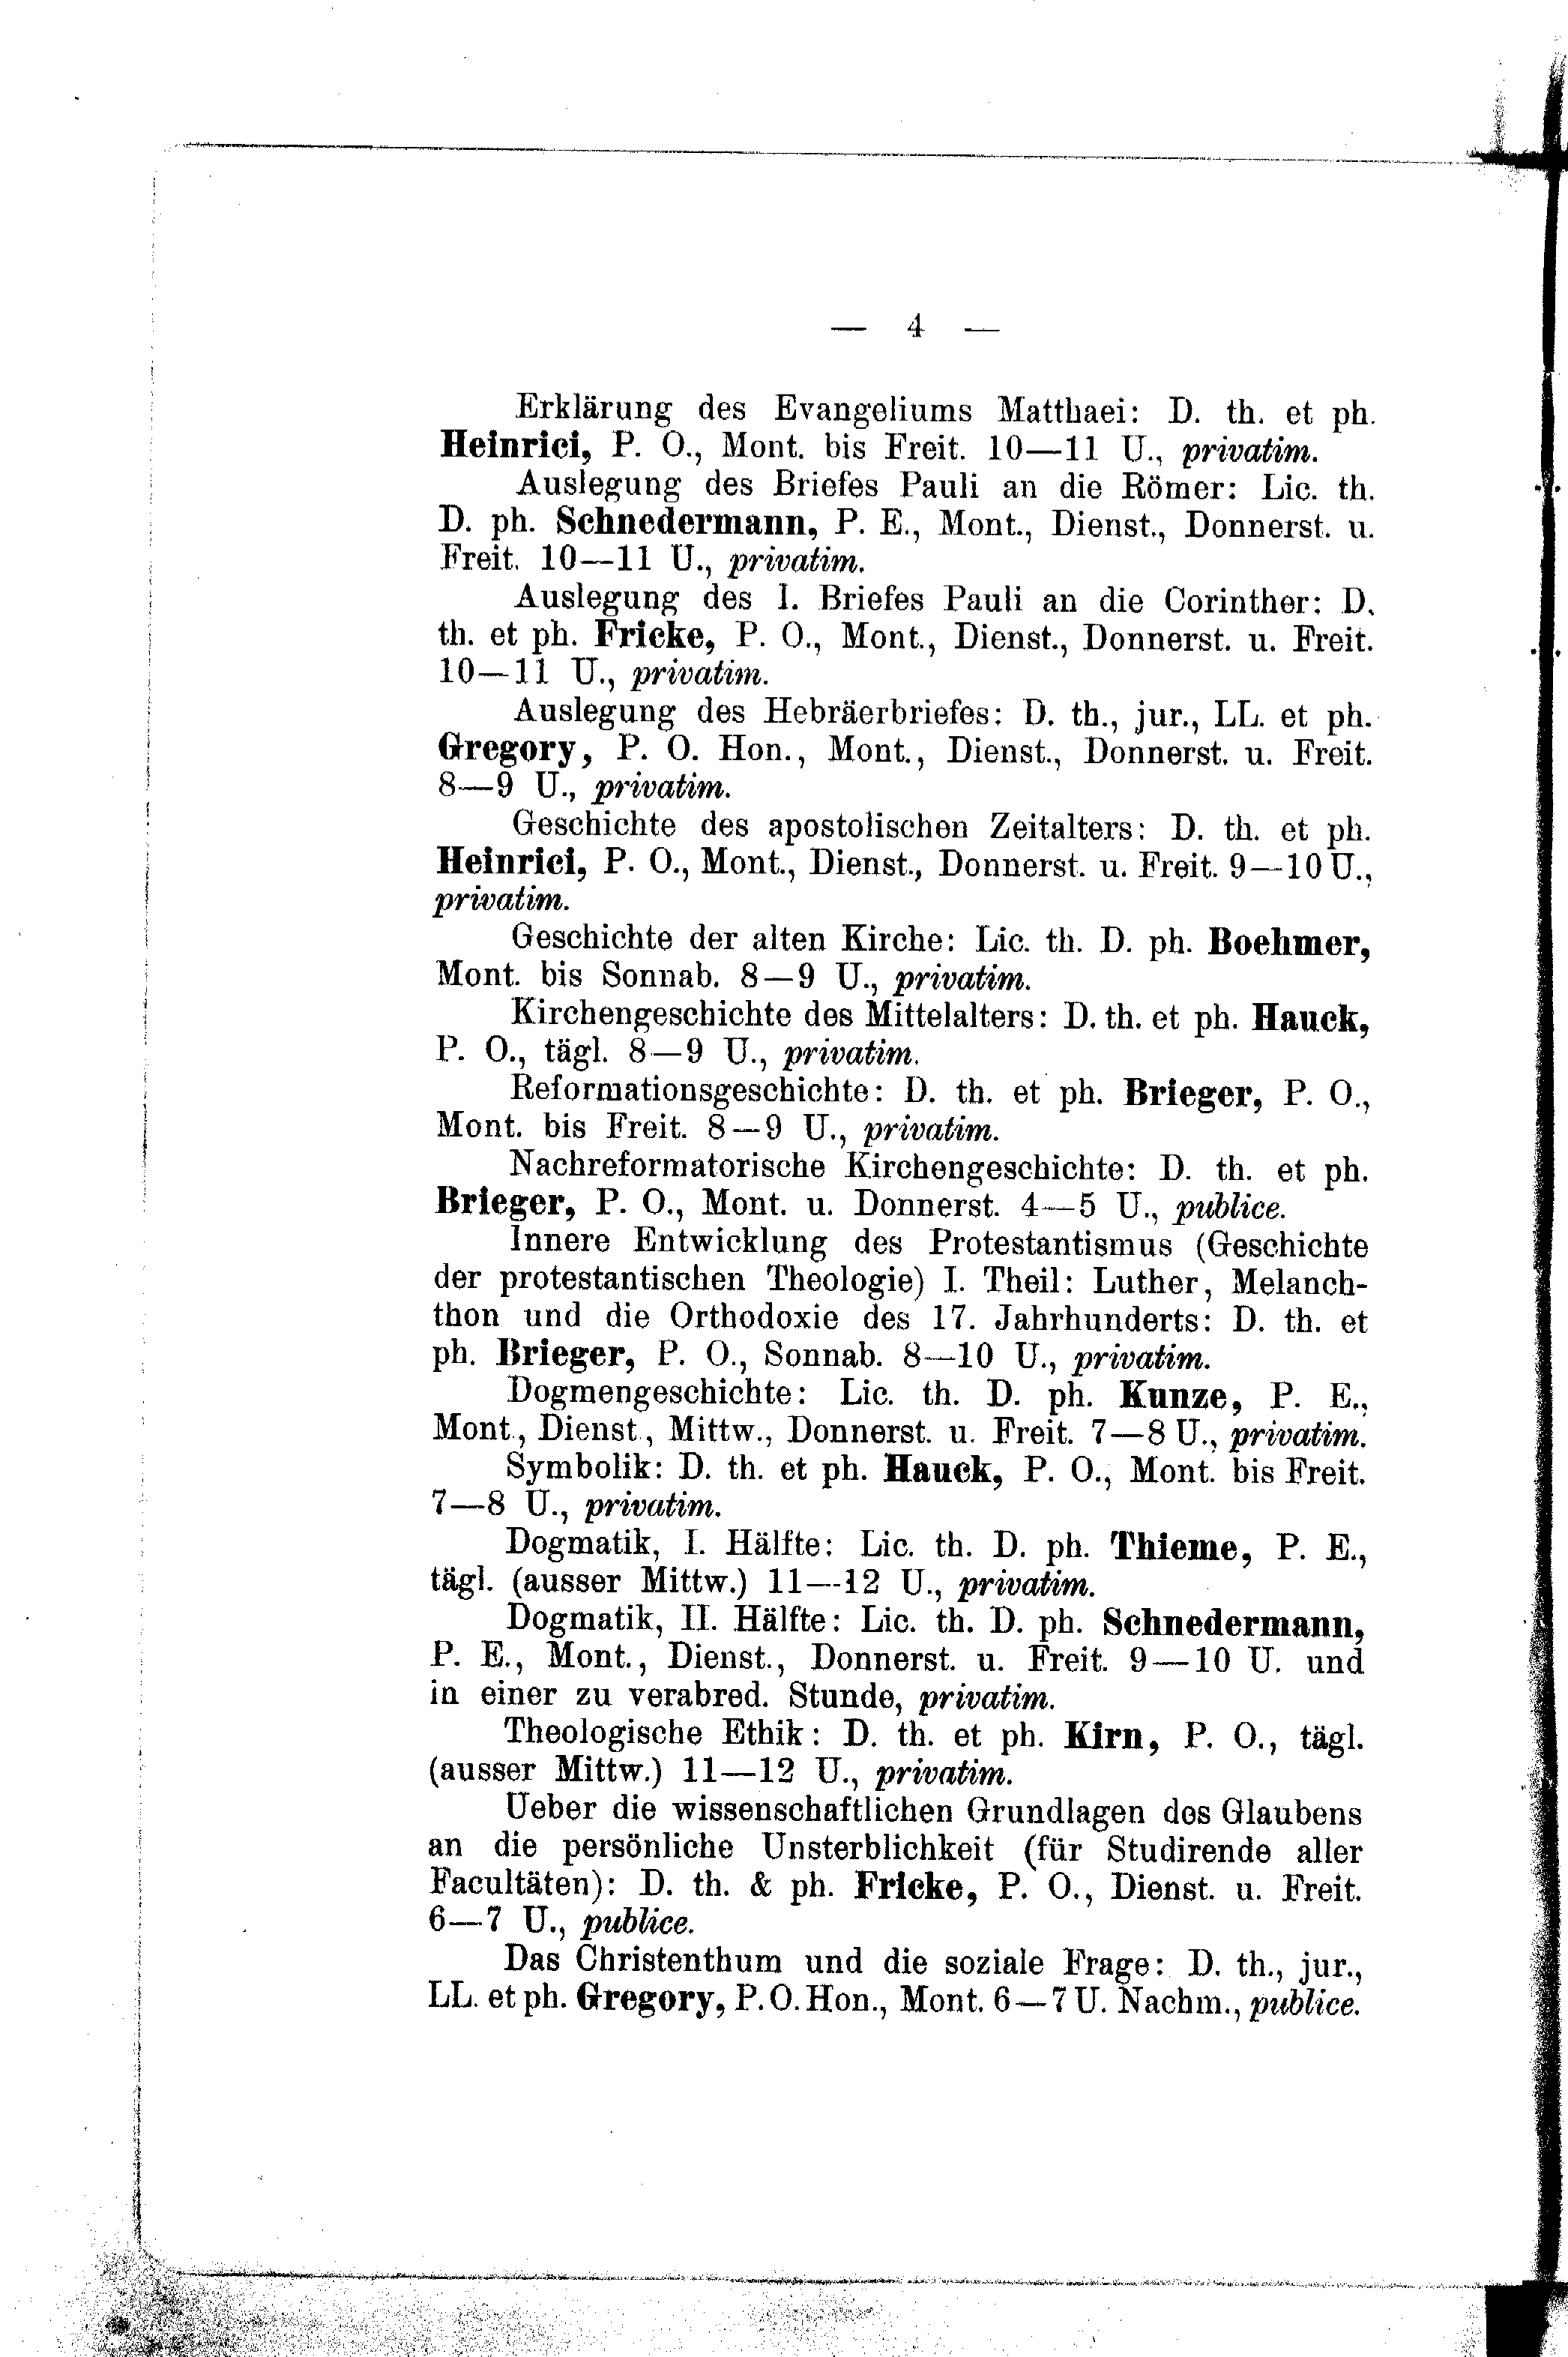 — 4 —
Erklärung des Evangeliums Matthaei: D. th. et ph.
Heinrici, P. O., Mont. bis Freit. 10—11 U., privatim.
Auslegung des Briefes Pauli an die Römer: Lic. th.
D. ph. Schnedermann, P. E., Mont., Dienst., Donnerst. u.
Freit. 10—11 U., privatim.
Auslegung des I. Briefes Pauli an die Corinther: D.
th. et ph. Fricke, P. O., Mont., Dienst., Donnerst. u. Freit.
10—11 U., privatim.
Auslegung des Hebräerbriefes: D. th., jur., LL. et ph.
Gregory, P. O. Hon., Mont., Dienst., Donnerst. u. Freit.
8—9 U., privatim.
Geschichte des apostolischen Zeitalters: D. th. et ph.
Heinrici, P. O., Mont., Dienst., Donnerst. u. Freit. 9—10 U.,
privatim.
Geschichte der alten Kirche: Lic. th. D. ph. Boehmer,
Mont. bis Sonnab. 8—9 U., privatim.
Kirchengeschichte des Mittelalters: D. th. et ph. Hauck,
P. O., tägl. 8—9 U., privatim.
Reformationsgeschichte: D. th. et ph. Brieger, P. O.,
Mont. bis Freit. 8—9 U., privatim.
Nachreformatorische Kirchengeschichte: D. th. et ph.
Brieger, P. O., Mont. u. Donnerst. 4—5 U., publice.
Innere Entwicklung des Protestantismus (Geschichte
der protestantischen Theologie) I. Theil: Luther, Melanch-
thon und die Orthodoxie des 17. Jahrhunderts: D. th. et
ph. Brieger, P. O., Sonnab. 8—10 U., privatim.
Dogmengeschichte: Lic. th. D. ph. Kunze, P. E.,
Mont., Dienst., Mittw., Donnerst. u. Freit. 7—8 U., privatim.
Symbolik: D. th. et ph. Hauck, P. O., Mont. bis Freit.
7—8 U., privatim.
Dogmatik, I. Hälfte: Lic. th. D. ph. Thieme, P. E.,
tägl. (ausser Mittw.) 11—12 U., privatim.
Dogmatik, II. Hälfte: Lic. th. D. ph. Schnedermann,
P. E., Mont., Dienst., Donnerst. u. Freit. 9—10 U. und
in einer zu verabred. Stunde, privatim.
Theologische Ethik: D. th. et ph. Kirn, P. O., tägl.
(ausser Mittw.) 11—12 U., privatim.
Ueber die wissenschaftlichen Grundlagen des Glaubens
an die persönliche Unsterblichkeit (für Studirende aller
Facultäten): D. th. & ph. Fricke, P. O., Dienst. u. Freit.
6—7 U., publice.
Das Christenthum und die soziale Frage: D. th., jur.,
LL. et ph. Gregory, P. O. Hon., Mont. 6—7 U. Nachm., publice.